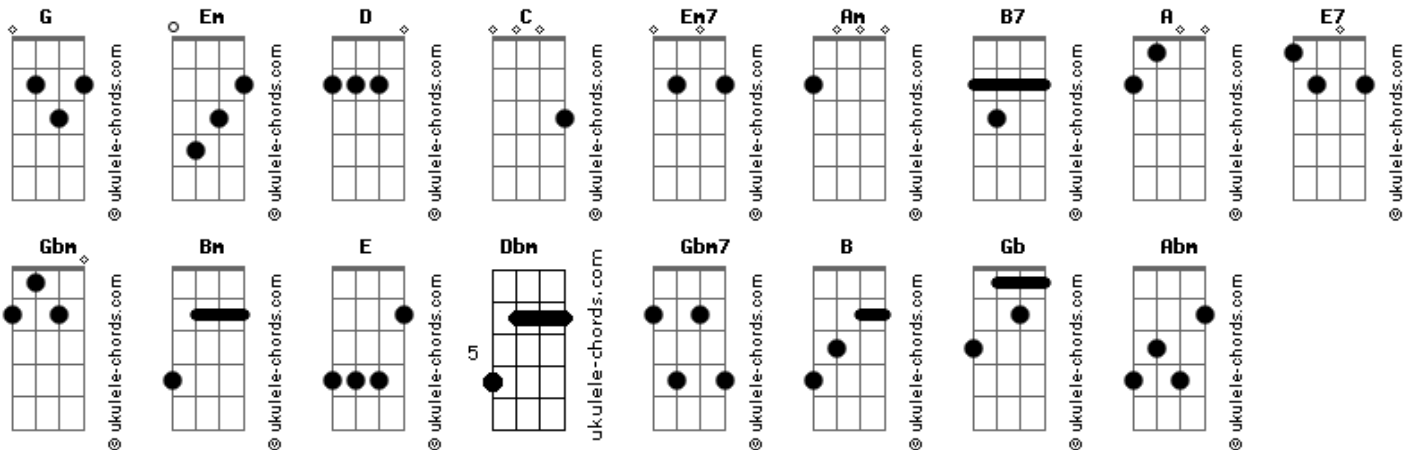 G Em D C Em7 Am B7 A E7
© ukulele-chords.com © ukulele-chords.com © ukulele-chords.com © ukulele-chords.com © ukulele-chords.com © ukulele-chords.com © ukulele-chords.com © ukulele-chords.com © ukulele-chords.com
Gbm Bm E Dbm Gbm7 B Gb Abm
5
© ukulele-chords.com © ukulele-chords.com © ukulele-chords.com ukulele-chords.com © ukulele-chords.com © ukulele-chords.com © ukulele-chords.com © ukulele-chords.com